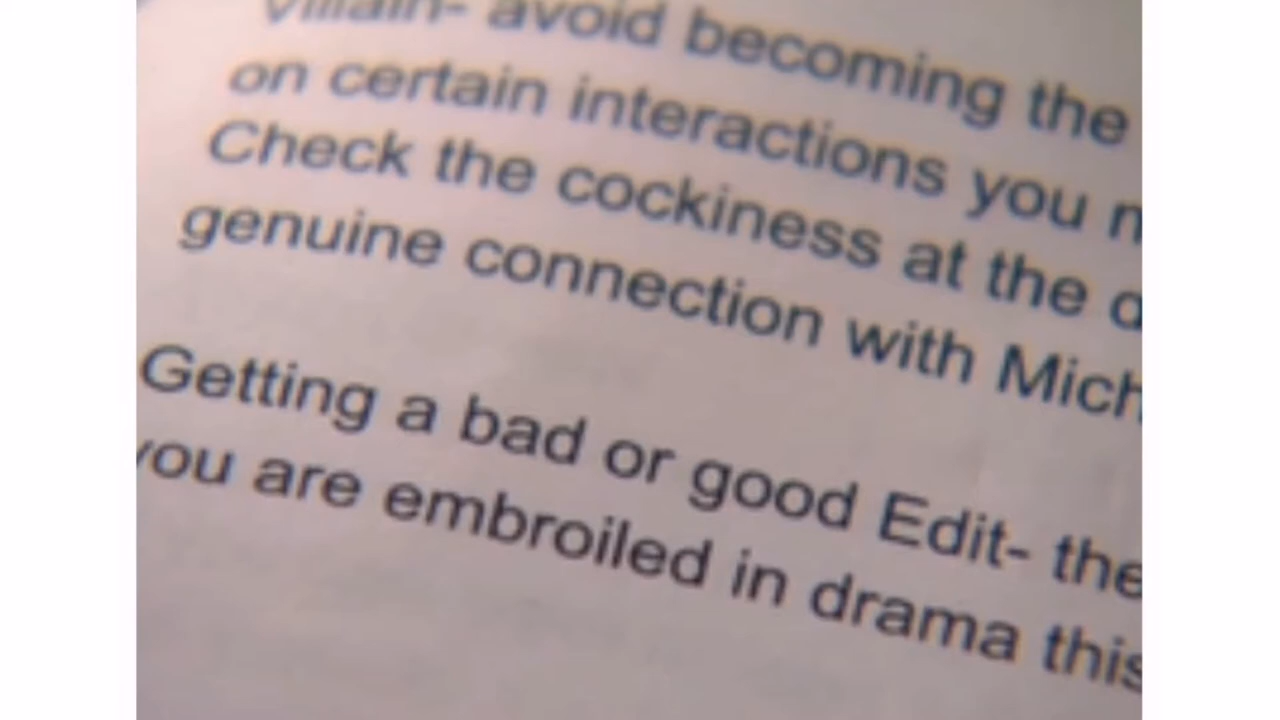 villain- avoid becoming the
on certain interactions you
Check the cockiness at the
genuine connection with
Getting a bad or good Edit- the
you are embroiled in drama this